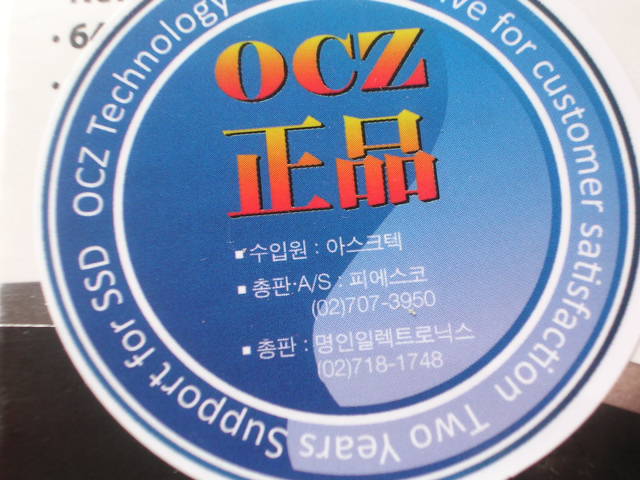 OCZ Technology
ve for customer satisfaction
Two Years Support for SSD
OCZ
正品
수입원 : 아스크텍
총판·A/S : 피에스코
(02)707-3950
총판 : 명인일렉트로닉스
(02)718-1748